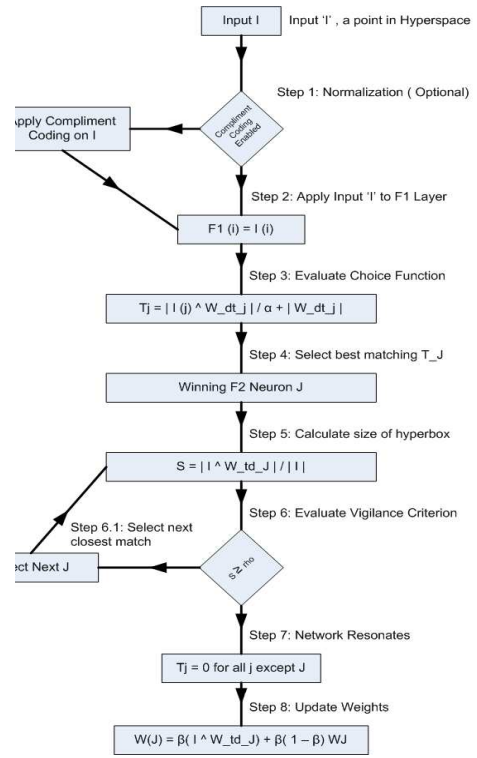 Input I
Input 'I' , a point in Hyperspace
Step 1: Normalization ( Optional)
Compliment
Coding
Enabled
Apply Compliment
Coding on I
Step 2: Apply Input 'I' to F1 Layer
F1 (i) = I (i)
Step 3: Evaluate Choice Function
Tj = | I (j) ^ W_dt_j | / α + | W_dt_j |
Step 4: Select best matching T_J
Winning F2 Neuron J
Step 5: Calculate size of hyperbox
S = | I ^ W_td_J | / | I |
Step 6: Evaluate Vigilance Criterion
Step 6.1: Select next
closest match
S ≥ rho
ect Next J
Step 7: Network Resonates
Tj = 0 for all j except J
Step 8: Update Weights
W(J) = β( I ^ W_td_J) + β( 1 – β) WJ